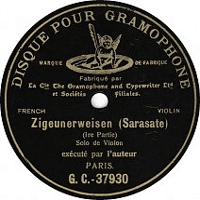 DISQUE POUR GRAMOPHONE
MARQUE DE FABRIQUE
Fabriqué par
La Cie The Gramophone and Typewriter Ltd
et Sociétés Filiales.
FRENCH VIOLIN
Zigeunerweisen (Sarasate)
(1re Partie)
Solo de Violon
exécuté par l'auteur
PARIS.
G. C.-37930